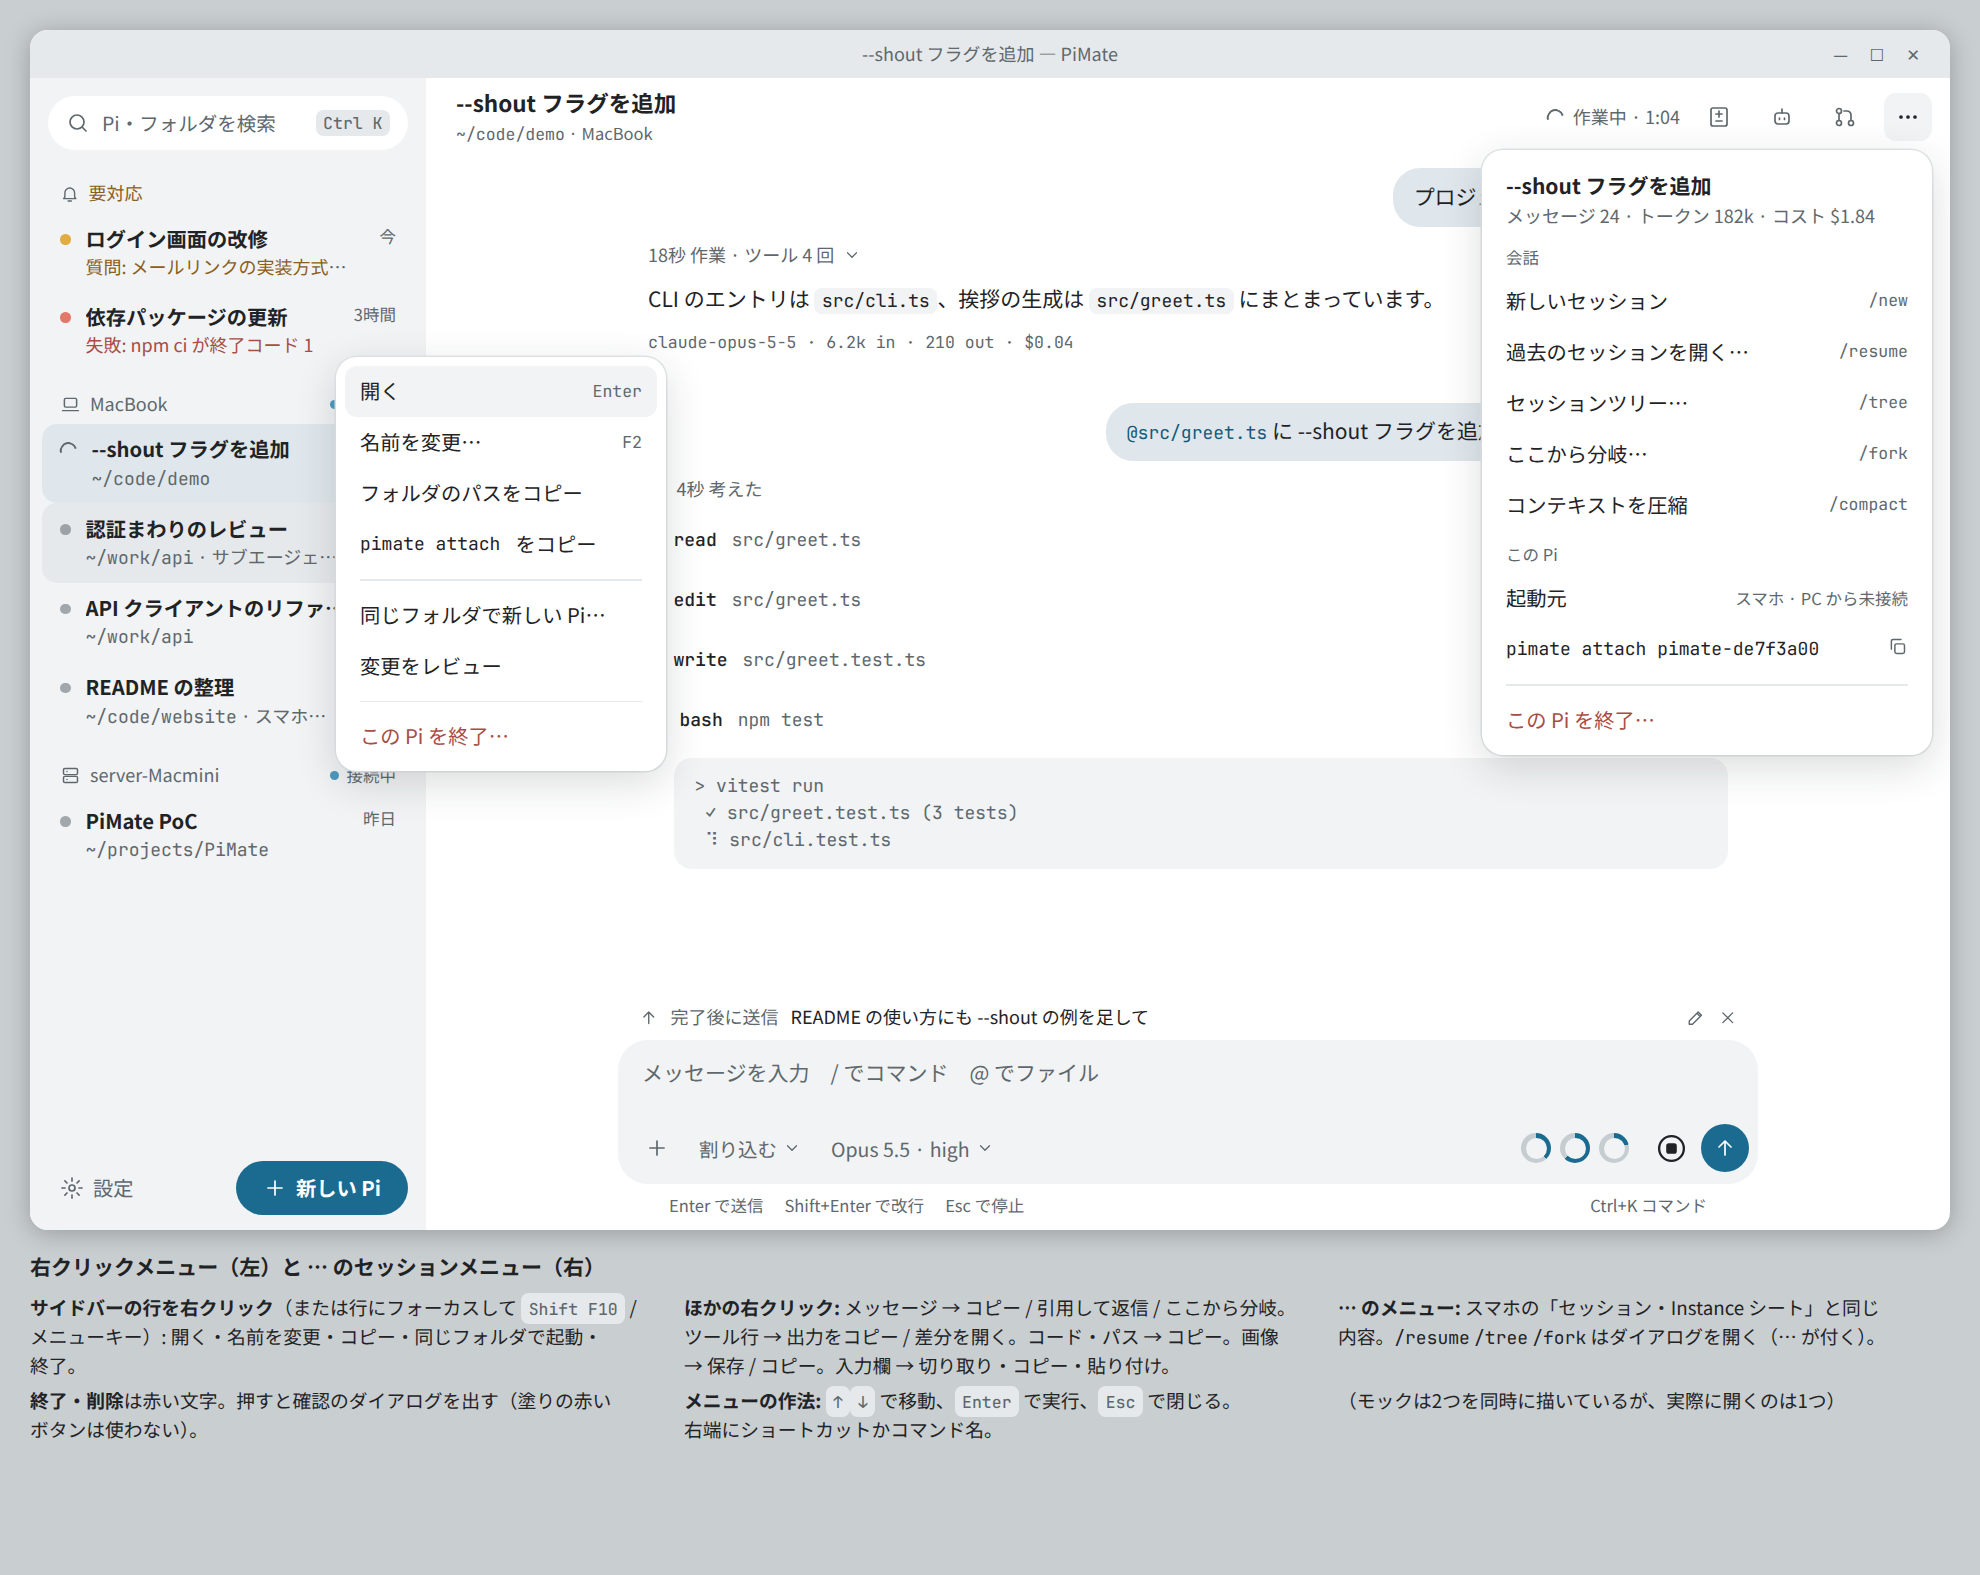 --shout フラグを追加 — PiMate
Pi・フォルダを検索 Ctrl K
要対応
ログイン画面の改修 今
質問: メールリンクの実装方式…
依存パッケージの更新 3時間
失敗: npm ci が終了コード 1
MacBook
--shout フラグを追加
~/code/demo
認証まわりのレビュー
~/work/api · サブエージェ…
API クライアントのリファ…
~/work/api
README の整理
~/code/website · スマホ…
server-Macmini 接続中
PiMate PoC 昨日
~/projects/PiMate
設定
新しい Pi
開く Enter
名前を変更… F2
フォルダのパスをコピー
pimate attach をコピー
同じフォルダで新しい Pi…
変更をレビュー
この Pi を終了…
--shout フラグを追加
~/code/demo · MacBook
作業中 · 1:04
プロジ
18秒 作業 · ツール 4 回
CLI のエントリは src/cli.ts 、挨拶の生成は src/greet.ts にまとまっています。
claude-opus-5-5 · 6.2k in · 210 out · $0.04
@src/greet.ts に --shout フラグを追
4秒 考えた
read src/greet.ts
edit src/greet.ts
write src/greet.test.ts
bash npm test
> vitest run
✓ src/greet.test.ts (3 tests)
⠹ src/cli.test.ts
--shout フラグを追加
メッセージ 24 · トークン 182k · コスト $1.84
会話
新しいセッション /new
過去のセッションを開く… /resume
セッションツリー… /tree
ここから分岐… /fork
コンテキストを圧縮 /compact
この Pi
起動元 スマホ · PC から未接続
pimate attach pimate-de7f3a00
この Pi を終了…
完了後に送信 README の使い方にも --shout の例を足して
メッセージを入力 / でコマンド @ でファイル
割り込む Opus 5.5 · high
Enter で送信 Shift+Enter で改行 Esc で停止 Ctrl+K コマンド
右クリックメニュー（左）と … のセッションメニュー（右）
サイドバーの行を右クリック（または行にフォーカスして Shift F10 /
メニューキー）: 開く・名前を変更・コピー・同じフォルダで起動・
終了。
終了・削除は赤い文字。押すと確認のダイアログを出す（塗りの赤い
ボタンは使わない）。
ほかの右クリック: メッセージ → コピー / 引用して返信 / ここから分岐。
ツール行 → 出力をコピー / 差分を開く。コード・パス → コピー。画像
→ 保存 / コピー。入力欄 → 切り取り・コピー・貼り付け。
メニューの作法: ↑ ↓ で移動、 Enter で実行、 Esc で閉じる。
右端にショートカットかコマンド名。
… のメニュー: スマホの「セッション・Instance シート」と同じ
内容。/resume /tree /fork はダイアログを開く（… が付く）。
（モックは2つを同時に描いているが、実際に開くのは1つ）